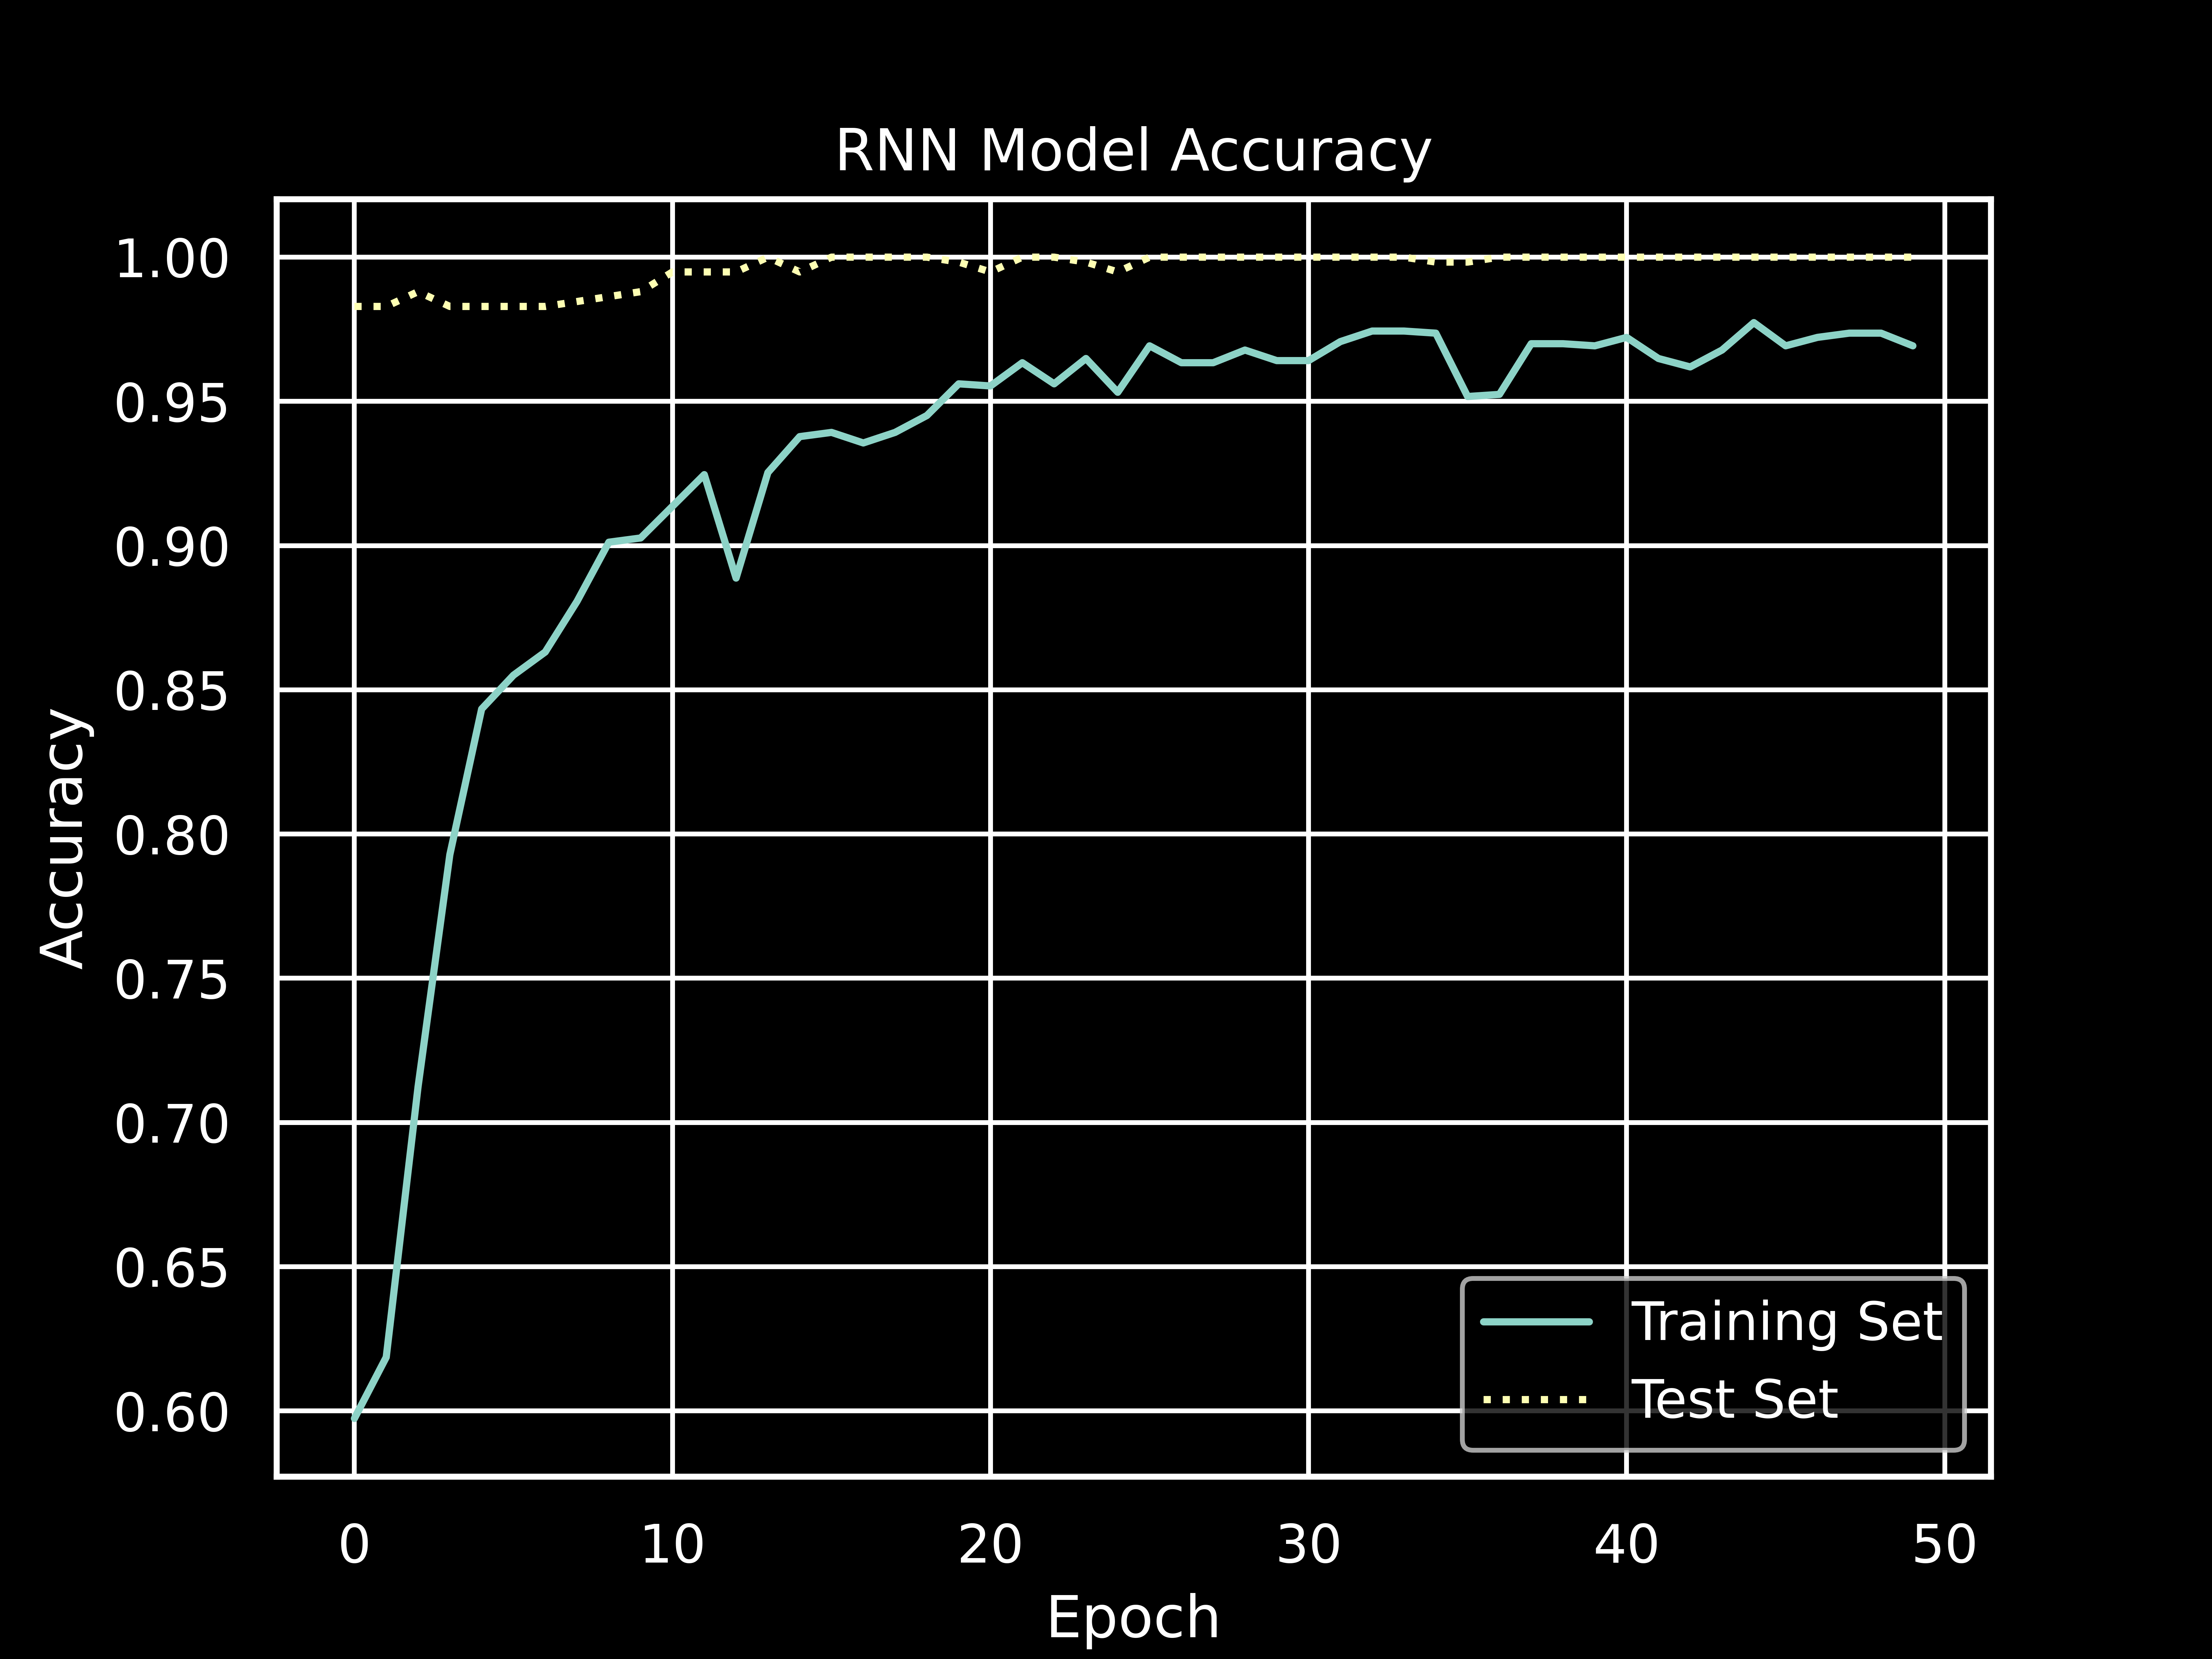 RNN Model Accuracy
1.00
0.95
0.90
0.85
0.80
0.75
0.70
0.65
0.60
Accuracy
Training Set
Test Set
0 10 20 30 40 50
Epoch